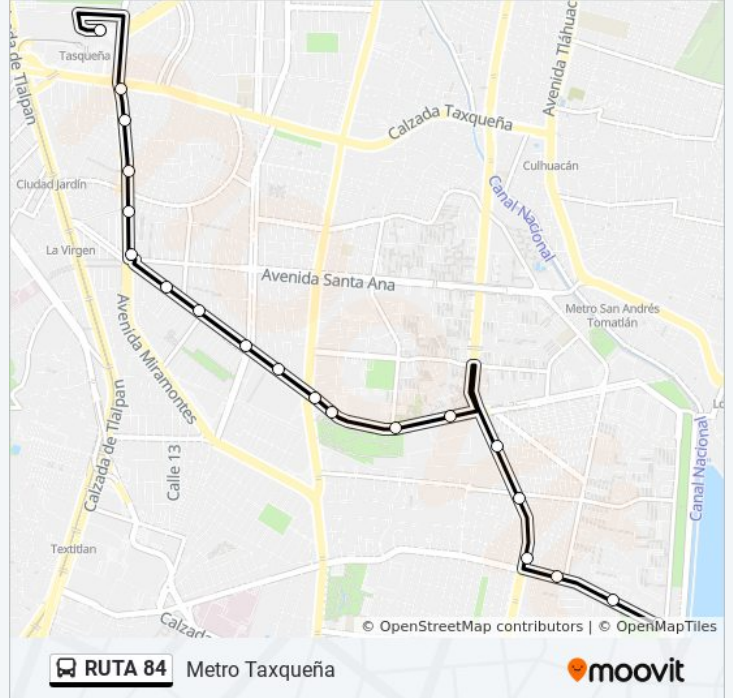 Tasqueña
Calzada de Tlalpan
Avenida Tláhuac
Calzada Taxqueña
Culhuacán
Ciudad Jardín
Canal Nacional
La Virgen
Avenida Santa Ana
Metro San Andrés
Tomatlán
Avenida Miramontes
Calzada de Tlalpan
Calle 13
Canal Nacional
Textitlan
Calzada
© OpenStreetMap contributors | © OpenMapTiles
RUTA 84 Metro Taxqueña
moovit